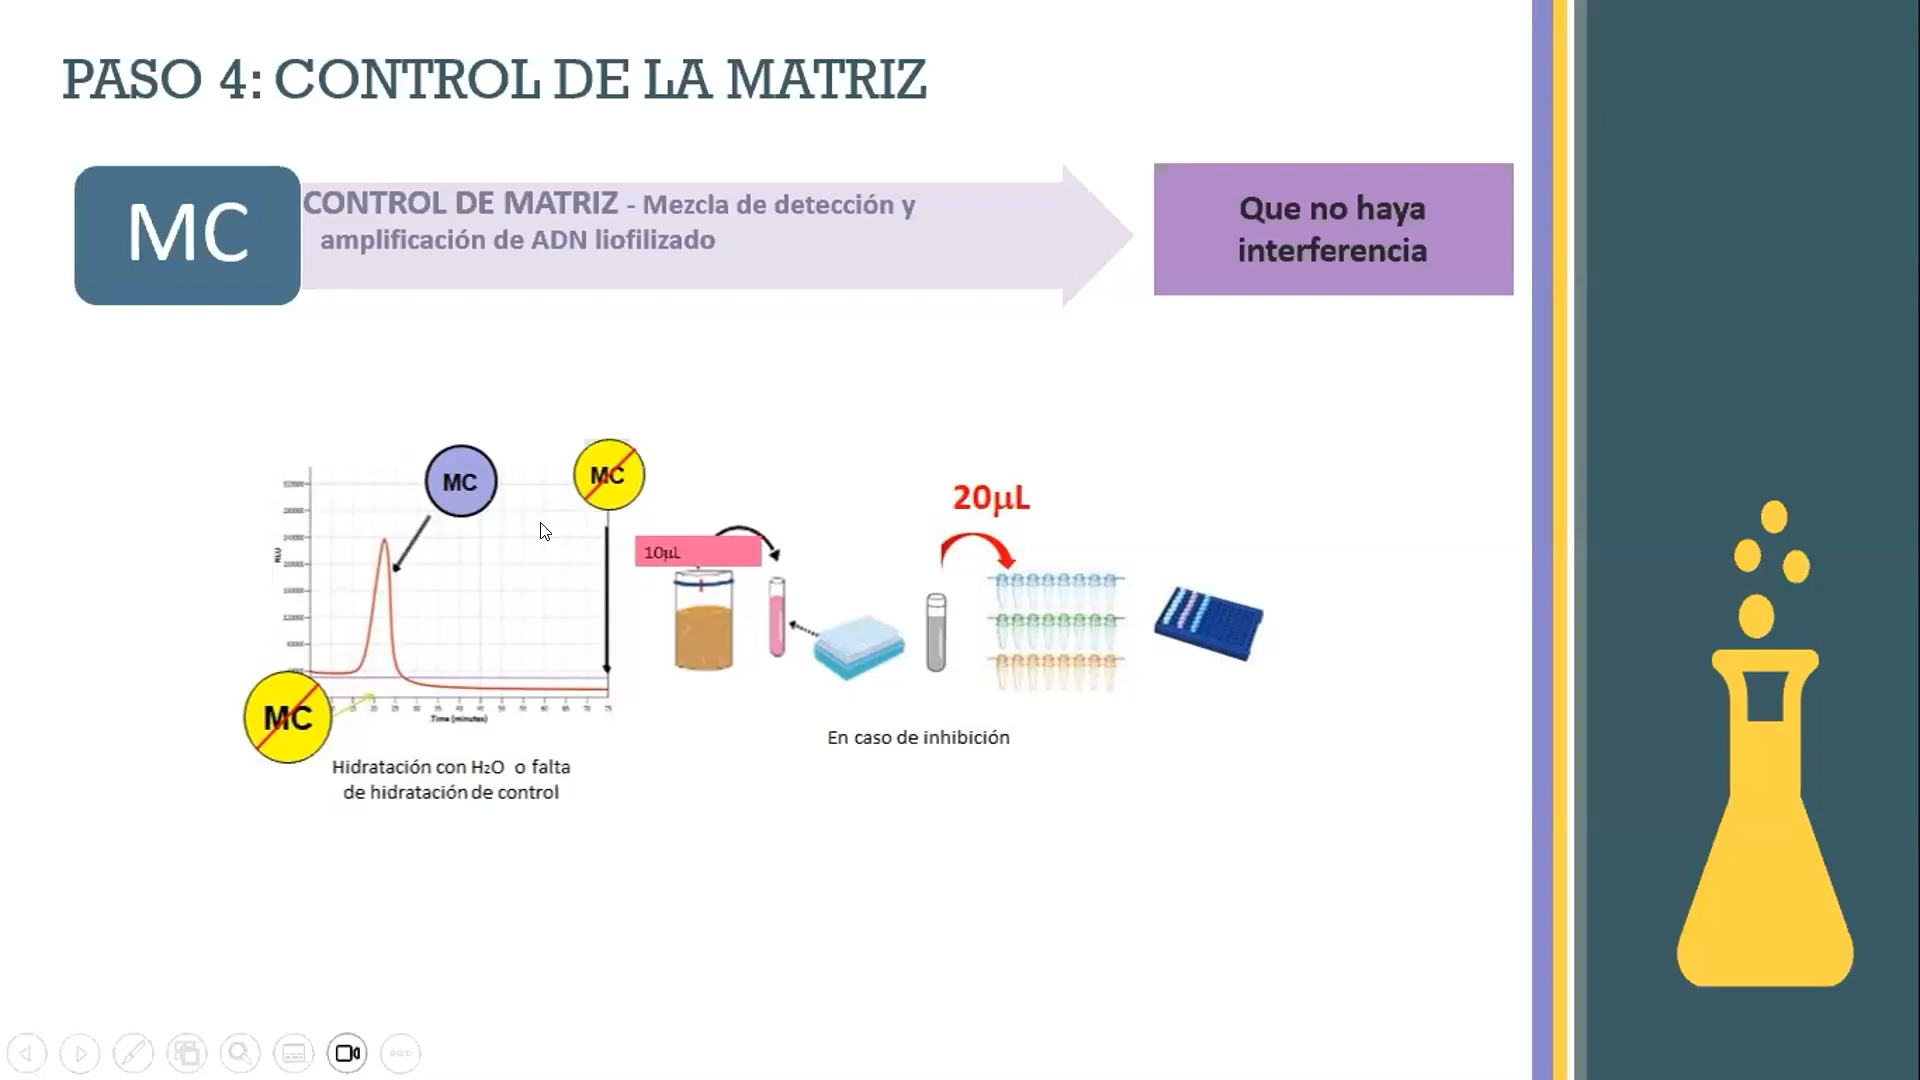 PASO 4: CONTROL DE LA MATRIZ
MC
CONTROL DE MATRIZ - Mezcla de detección y
amplificación de ADN liofilizado
Que no haya
interferencia
MC
MC
20µL
10µL
MC
Time (minutes)
En caso de inhibición
Hidratación con H₂O o falta
de hidratación de control